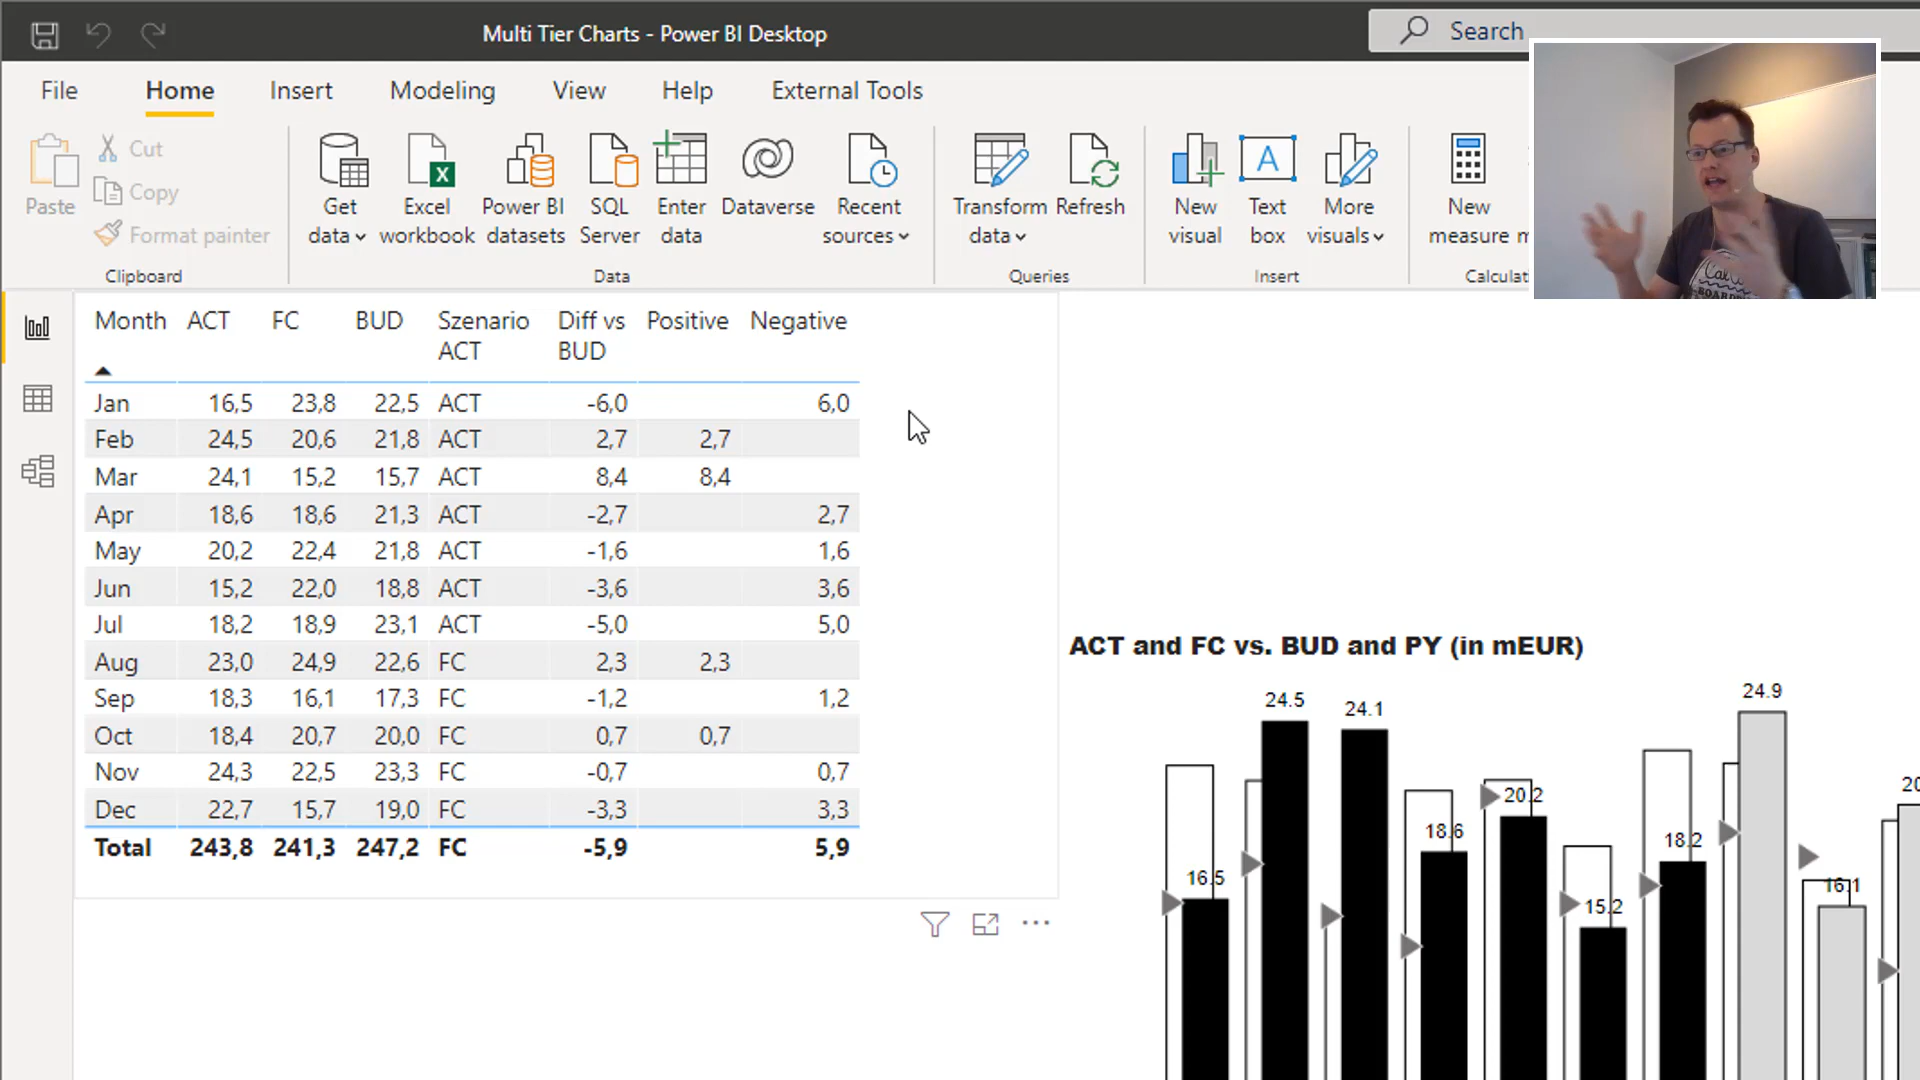 Multi Tier Charts - Power BI Desktop
Search
File Home Insert Modeling View Help External Tools
Paste
Cut
Copy
Format painter
Clipboard
Get data
Excel workbook
Power BI datasets
SQL Server
Enter data
Dataverse
Recent sources
Data
Transform data
Refresh
Queries
New visual
Text box
More visuals
Insert
New measure
Month ACT FC BUD Szenario ACT Diff vs BUD Positive Negative
Jan 16,5 23,8 22,5 ACT -6,0 6,0
Feb 24,5 20,6 21,8 ACT 2,7 2,7
Mar 24,1 15,2 15,7 ACT 8,4 8,4
Apr 18,6 18,6 21,3 ACT -2,7 2,7
May 20,2 22,4 21,8 ACT -1,6 1,6
Jun 15,2 22,0 18,8 ACT -3,6 3,6
Jul 18,2 18,9 23,1 ACT -5,0 5,0
Aug 23,0 24,9 22,6 FC 2,3 2,3
Sep 18,3 16,1 17,3 FC -1,2 1,2
Oct 18,4 20,7 20,0 FC 0,7 0,7
Nov 24,3 22,5 23,3 FC -0,7 0,7
Dec 22,7 15,7 19,0 FC -3,3 3,3
Total 243,8 241,3 247,2 FC -5,9 5,9
ACT and FC vs. BUD and PY (in mEUR)
16.5
24.5
24.1
18.6
20.2
15.2
18.2
24.9
16.1